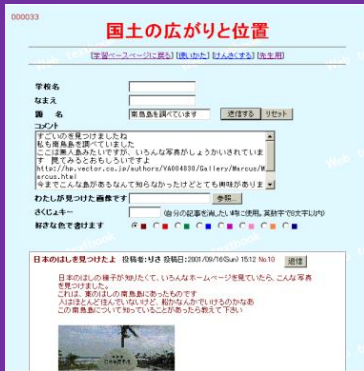 000033
国土の広がりと位置
[学習ベースページに戻る] [使いかた] [けんさくする] [先生用]
学校名
なまえ
題 名 南鳥島を調べています 送信する リセット
コメント
すごいのを見つけましたね
私も南鳥島を調べていました
ここは無人島みたいですが、いろんな写真がしょうかいされていま
す 見てみるとおもしろいですよ
http://hp.vector.co.jp/authors/VA004030/Gallery/Marcus/M
arcus.html
今までこんな島があるなんて知らなかったけどとても興味がありま
わたしが見つけた画像です 参照...
さくじょキー (自分の記事を消したい時に使用。英数字で8文字以内)
好きな色で書けます
日本のはしを見つけたよ 投稿者:りさ 投稿日:2001/09/16(Sun) 15:12 No.10 返信
日本のはしの様子が知りたくて、いろんなホームページを見ていたら、こんな写真
を見つけました。
これは、東のはしの南鳥島にあったものです
人はほとんど住んでいないけど、船かなんかでいけるのかなあ
この南鳥島について知っていることがあったら教えて下さい